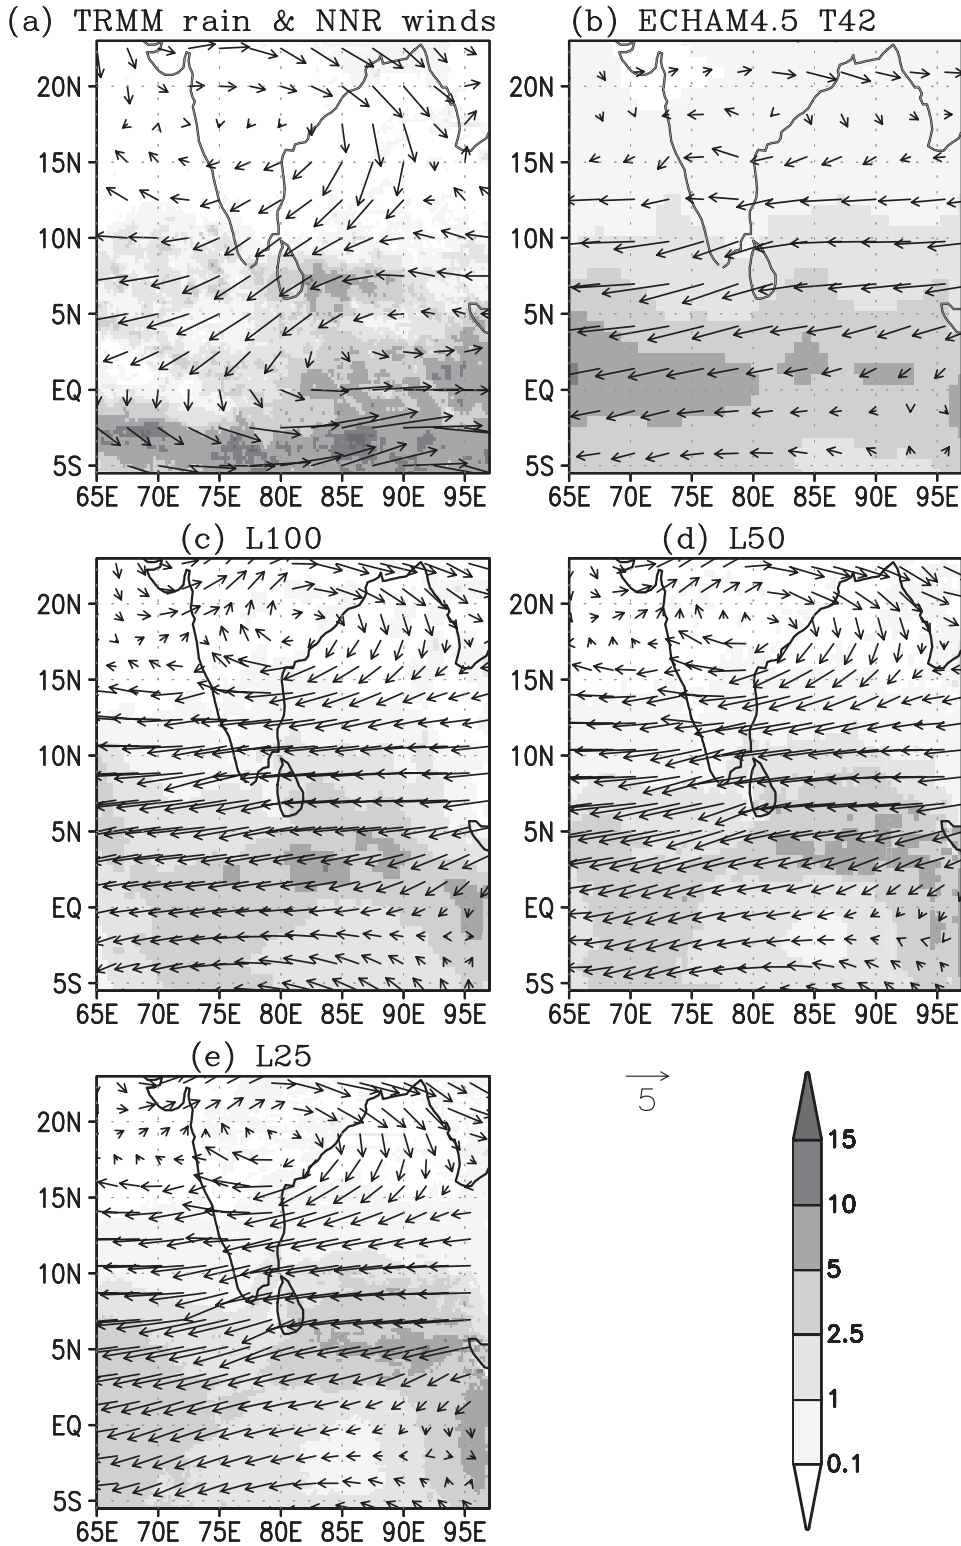 (a) TRMM rain & NNR winds
(b) ECHAM4.5 T42
20N
15N
10N
5N
EQ
5S
65E 70E 75E 80E 85E 90E 95E
20N
15N
10N
5N
EQ
5S
65E 70E 75E 80E 85E 90E 95E
(c) L100
(d) L50
20N
15N
10N
5N
EQ
5S
65E 70E 75E 80E 85E 90E 95E
20N
15N
10N
5N
EQ
5S
65E 70E 75E 80E 85E 90E 95E
(e) L25
20N
15N
10N
5N
EQ
5S
65E 70E 75E 80E 85E 90E 95E
5
15
10
5
2.5
1
0.1